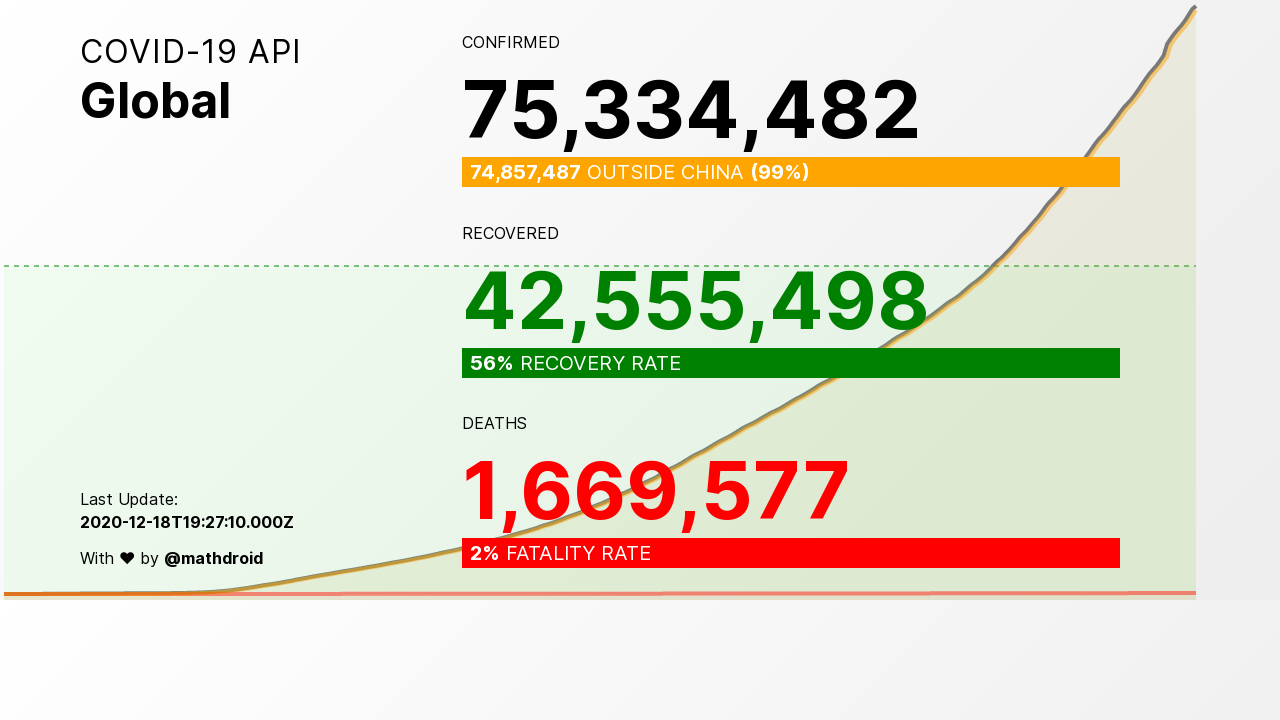 COVID-19 API
Global
CONFIRMED
75,334,482
74,857,487 OUTSIDE CHINA (99%)
RECOVERED
42,555,498
56% RECOVERY RATE
DEATHS
1,669,577
2% FATALITY RATE
Last Update:
2020-12-18T19:27:10.000Z
With ♥ by @mathdroid